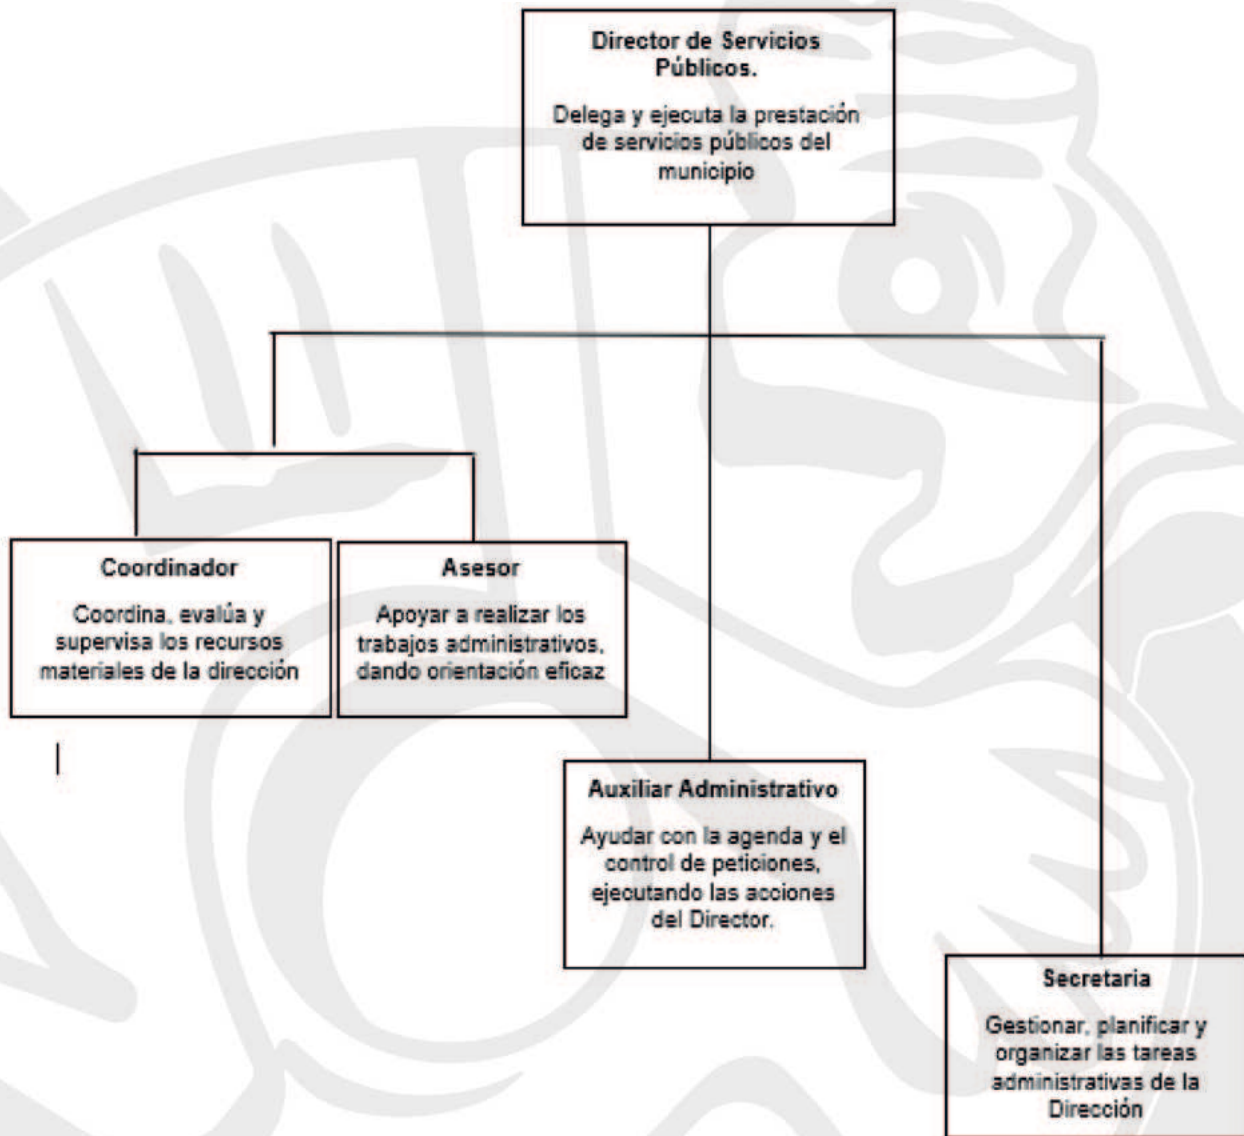 Director de Servicios
Públicos.
Delega y ejecuta la prestación
de servicios públicos del
municipio
Coordinador
Coordina, evalúa y
supervisa los recursos
materiales de la dirección
Asesor
Apoyar a realizar los
trabajos administrativos,
dando orientación eficaz
Auxiliar Administrativo
Ayudar con la agenda y el
control de peticiones,
ejecutando las acciones
del Director.
Secretaria
Gestionar, planificar y
organizar las tareas
administrativas de la
Dirección